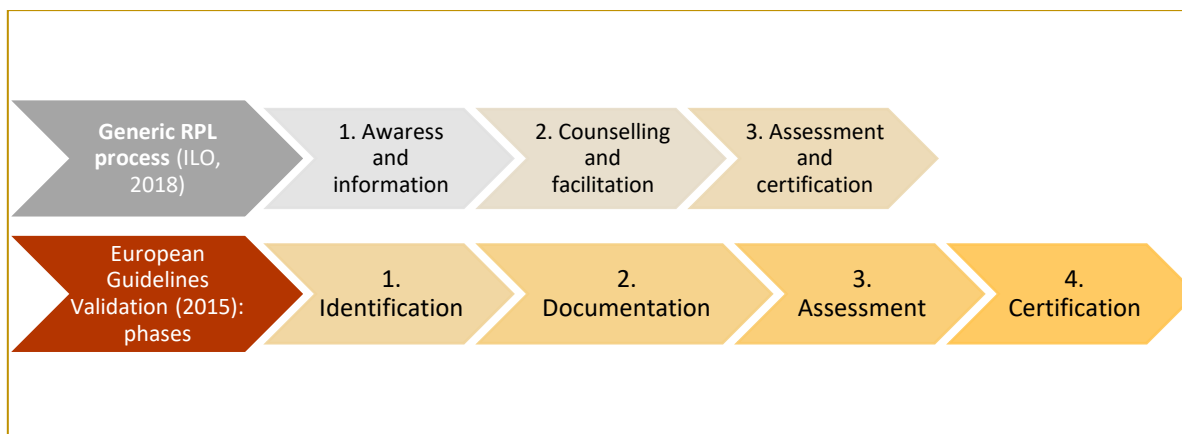 Generic RPL
process (ILO,
2018)
1. Awaress
and
information
2. Counselling
and
facilitation
3. Assessment
and
certification
European
Guidelines
Validation (2015):
phases
1.
Identification
2.
Documentation
3.
Assessment
4.
Certification